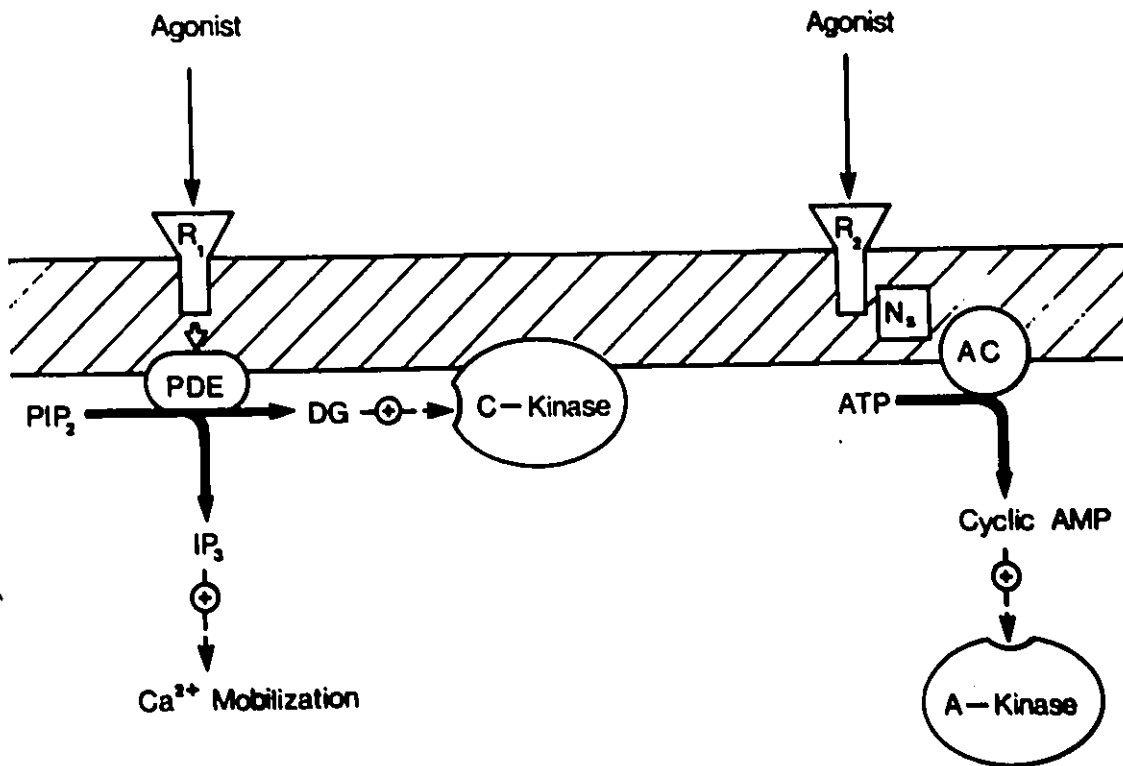 Agonist
Agonist
R₁
R₂
Nₛ
PDE
AC
PIP₂
DG
+
C-Kinase
ATP
IP₃
Cyclic AMP
+
+
Ca²⁺ Mobilization
A-Kinase